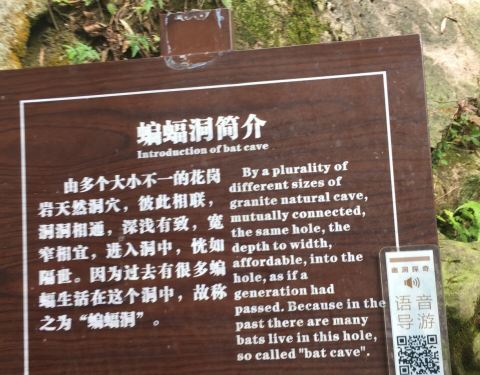 蝙蝠洞简介
Introduction of bat cave
由多个大小不一的花岗
岩天然洞穴，彼此相联，
洞洞相通，深浅有致，宽
窄相宜，进入洞中，恍如
隔世。因为过去有很多蝙
蝠生活在这个洞中，故称
之为“蝙蝠洞”。
By a plurality of
different sizes of
granite natural cave,
mutually connected,
the same hole, the
depth to width,
affordable, into the
hole, as if a
generation had
passed. Because in the
past there are many
bats live in this hole,
so called "bat cave".
幽洞探奇
语音
导游